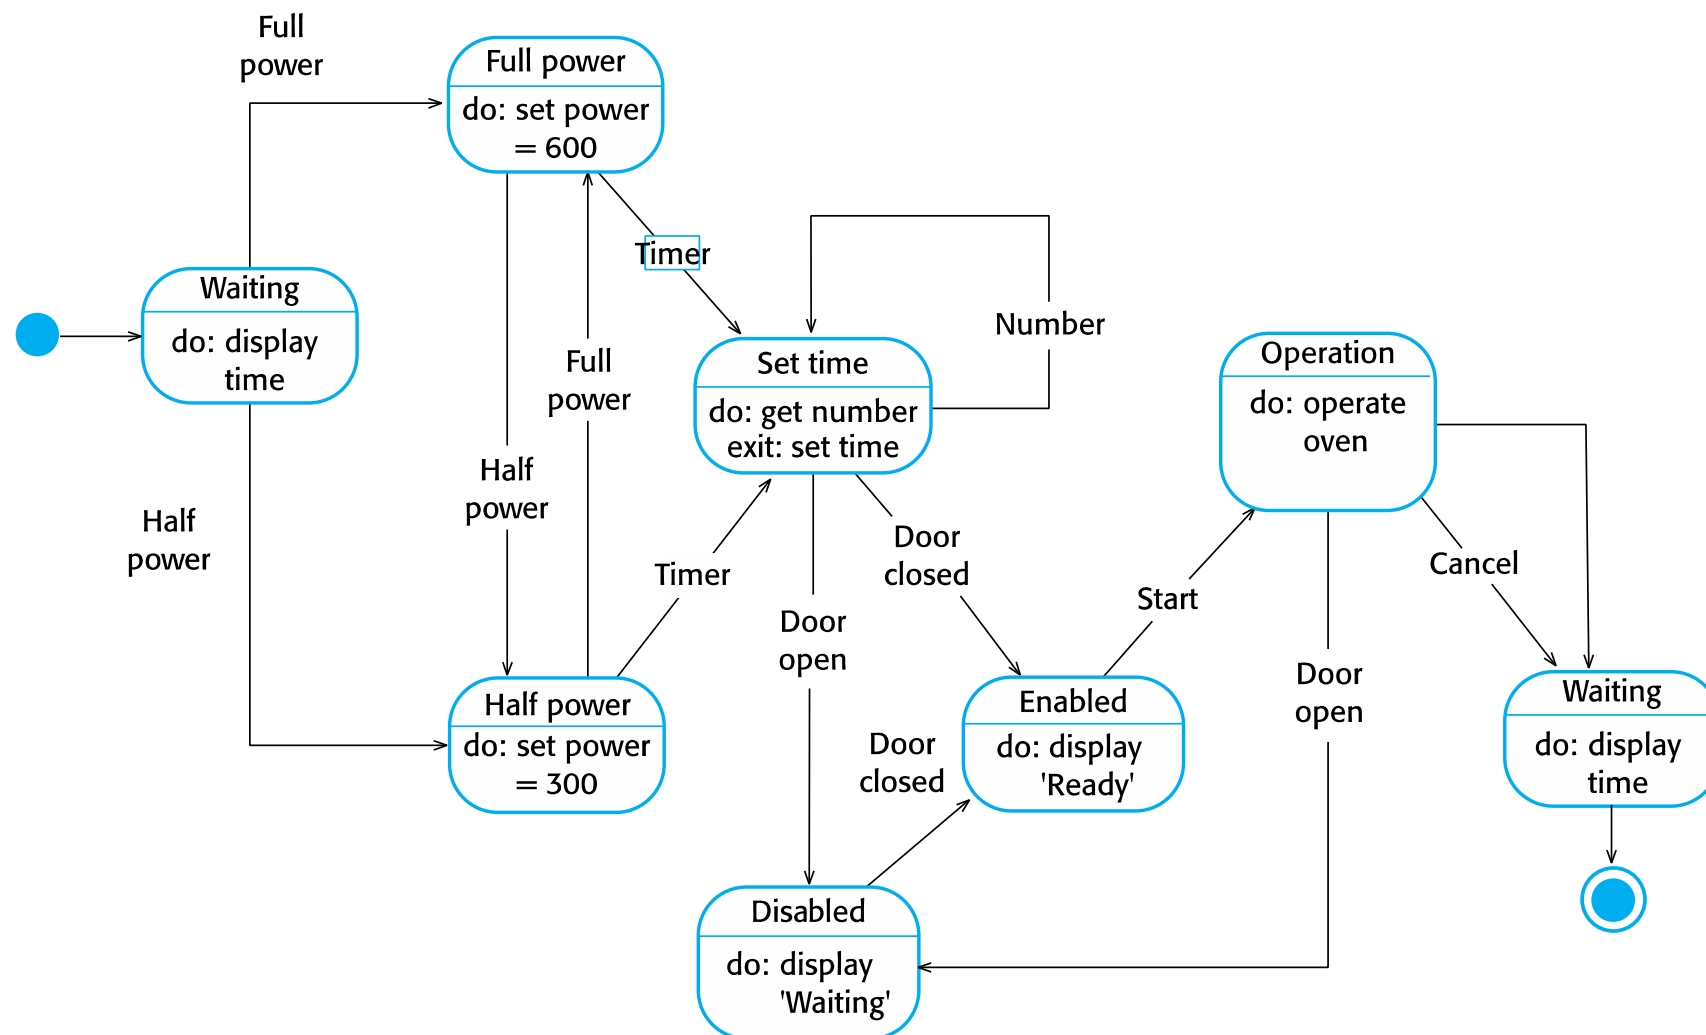 Full
power
Full power
do: set power
= 600
Timer
Waiting
do: display
time
Number
Full
power
Set time
do: get number
exit: set time
Operation
do: operate
oven
Half
power
Half
power
Timer
Door
closed
Cancel
Start
Door
open
Door
open
Half power
do: set power
= 300
Enabled
do: display
'Ready'
Door
closed
Waiting
do: display
time
Disabled
do: display
'Waiting'